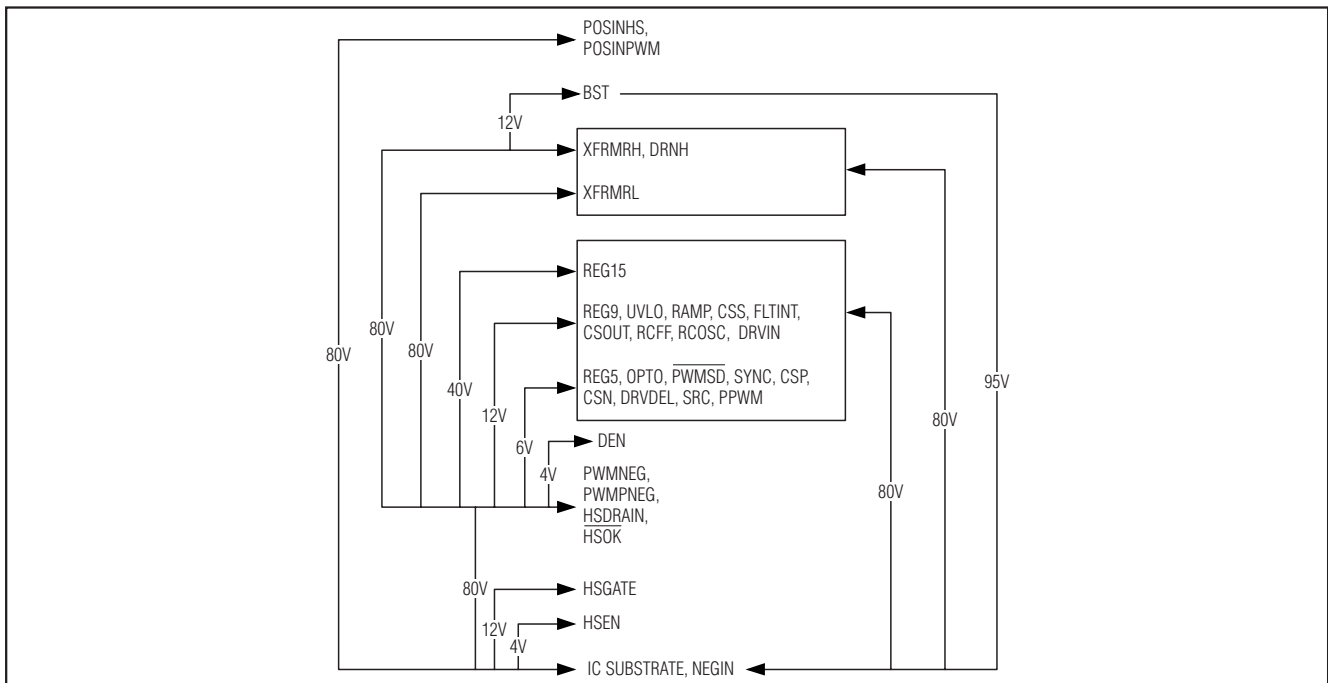 POSINHS,
POSINPWM
BST
12V
XFRMRH, DRNH
XFRMRL
REG15
REG9, UVLO, RAMP, CSS, FLTINT,
CSOUT, RCFF, RCOSC, DRVIN
REG5, OPTO, PWMSD, SYNC, CSP,
CSN, DRVDEL, SRC, PPWM
80V
80V
80V
40V
12V
6V
4V
95V
80V
80V
DEN
PWMNEG,
PWMPNEG,
HSDRAIN,
HSOK
80V
12V
4V
HSGATE
HSEN
IC SUBSTRATE, NEGIN